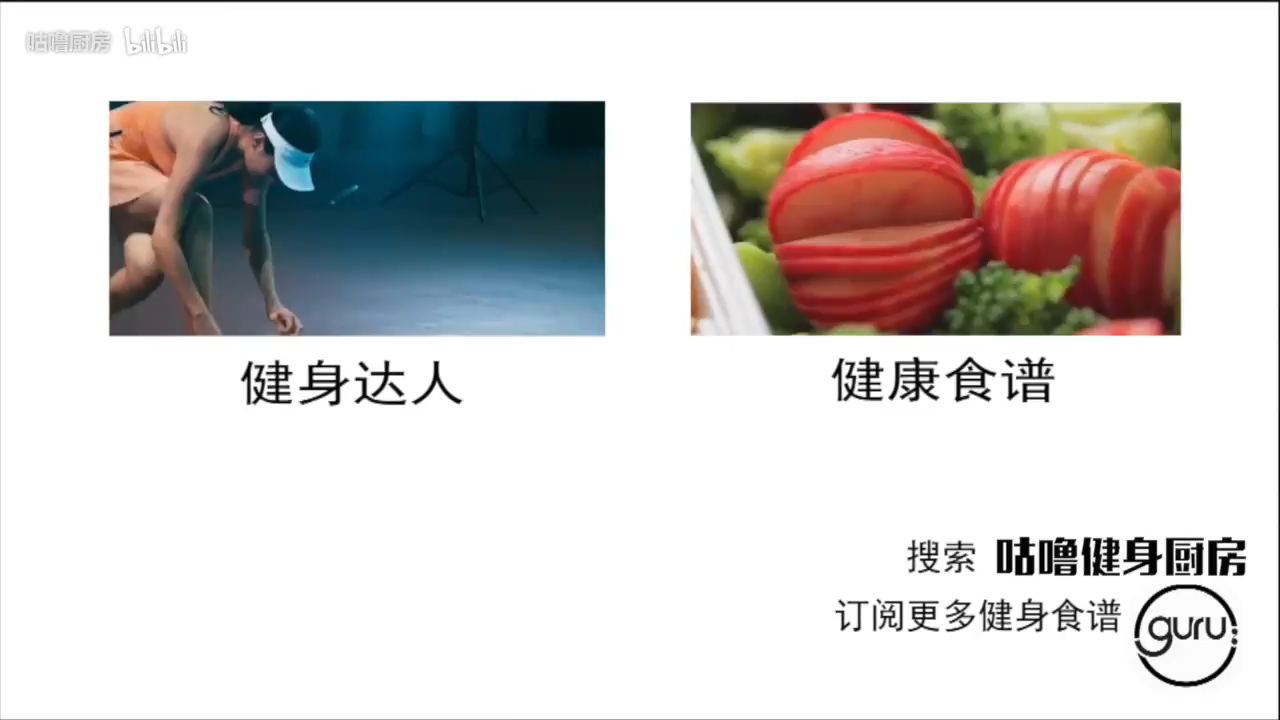 咕噜厨房 bilibili
健身达人
健康食谱
搜索 咕噜健身厨房
订阅更多健身食谱
guru: